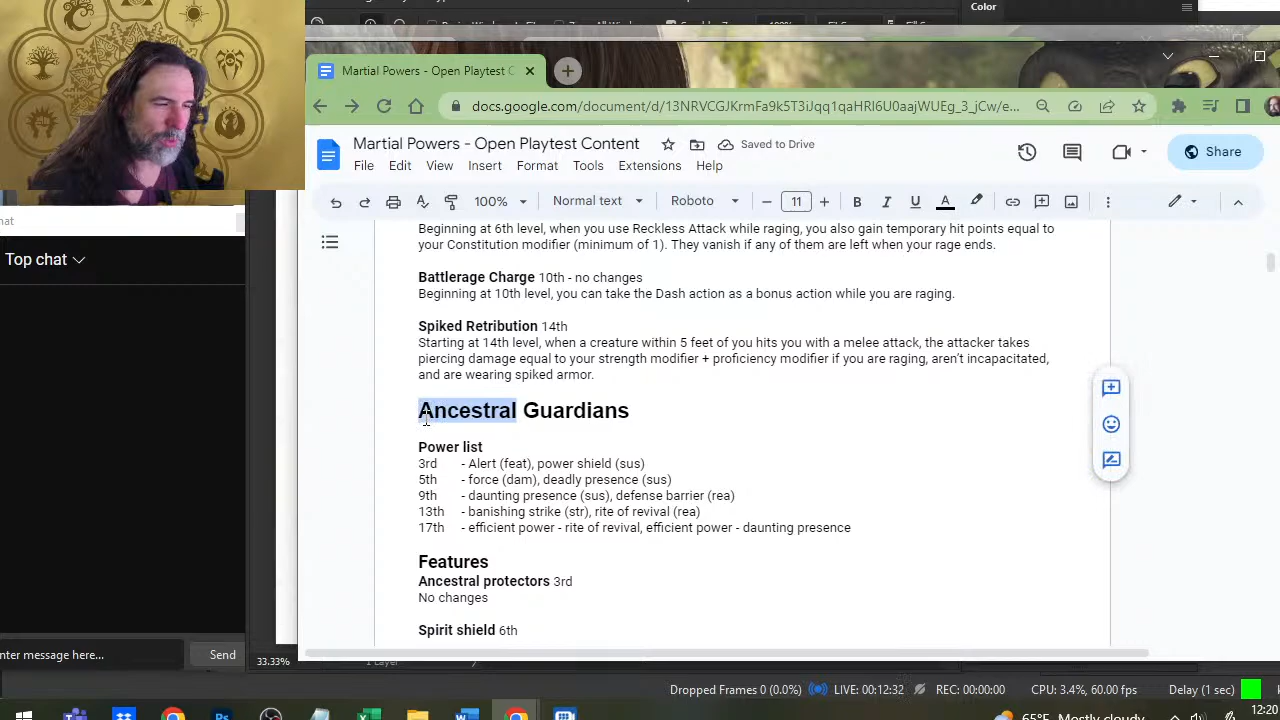 Color
Martial Powers - Open Playtest C
docs.google.com/document/d/13NRVCGJKrmFa9k5T3iJqq1qaHRI6U0aajWUEg_3_jCw/e...
Martial Powers - Open Playtest Content
Saved to Drive
File Edit View Insert Format Tools Extensions Help
Share
100% Normal text Roboto 11 B I U A
Top chat
Beginning at 6th level, when you use Reckless Attack while raging, you also gain temporary hit points equal to
your Constitution modifier (minimum of 1). They vanish if any of them are left when your rage ends.
Battlerage Charge 10th - no changes
Beginning at 10th level, you can take the Dash action as a bonus action while you are raging.
Spiked Retribution 14th
Starting at 14th level, when a creature within 5 feet of you hits you with a melee attack, the attacker takes
piercing damage equal to your strength modifier + proficiency modifier if you are raging, aren't incapacitated,
and are wearing spiked armor.
Ancestral Guardians
Power list
3rd - Alert (feat), power shield (sus)
5th - force (dam), deadly presence (sus)
9th - daunting presence (sus), defense barrier (rea)
13th - banishing strike (str), rite of revival (rea)
17th - efficient power - rite of revival, efficient power - daunting presence
Features
Ancestral protectors 3rd
No changes
Spirit shield 6th
nter message here...
Send
33.33%
1 Layer
Dropped Frames 0 (0.0%) LIVE: 00:12:32 REC: 00:00:00 CPU: 3.4%, 60.00 fps Delay (1 sec)
65°F Mostly cloudy
12:20